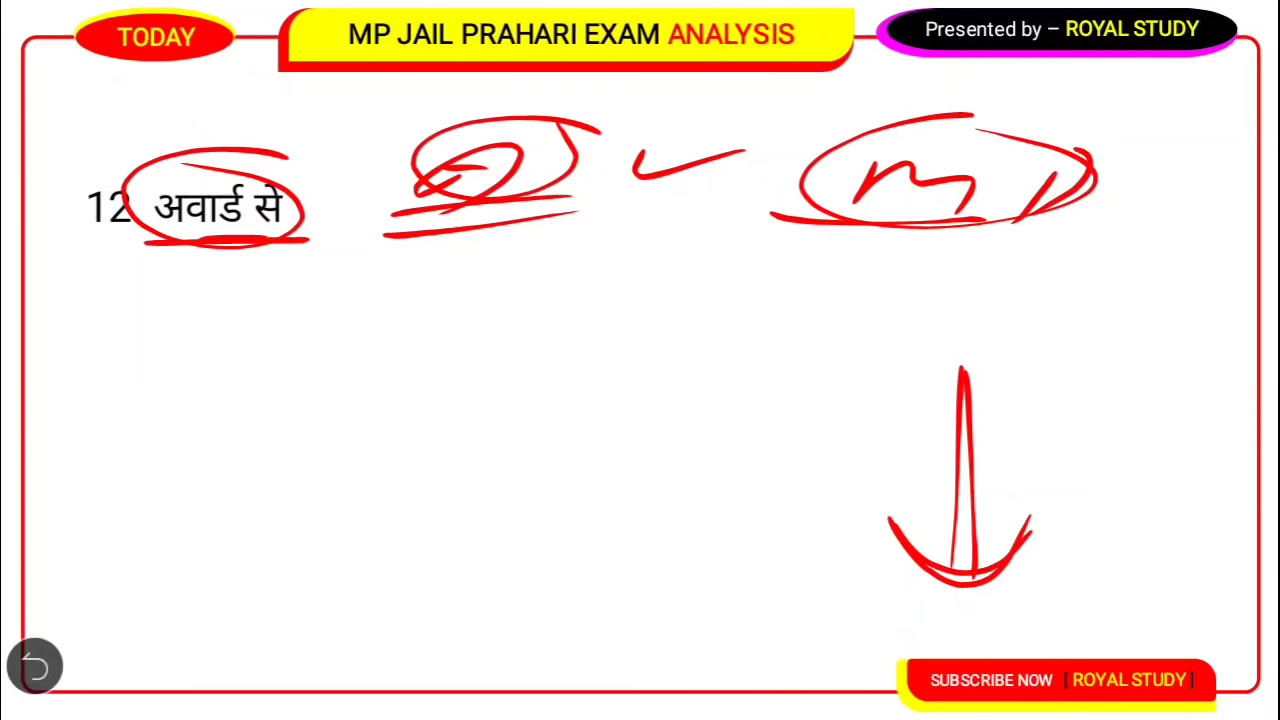 TODAY
MP JAIL PRAHARI EXAM ANALYSIS
Presented by – ROYAL STUDY
12 अवार्ड से
SUBSCRIBE NOW [ ROYAL STUDY ]